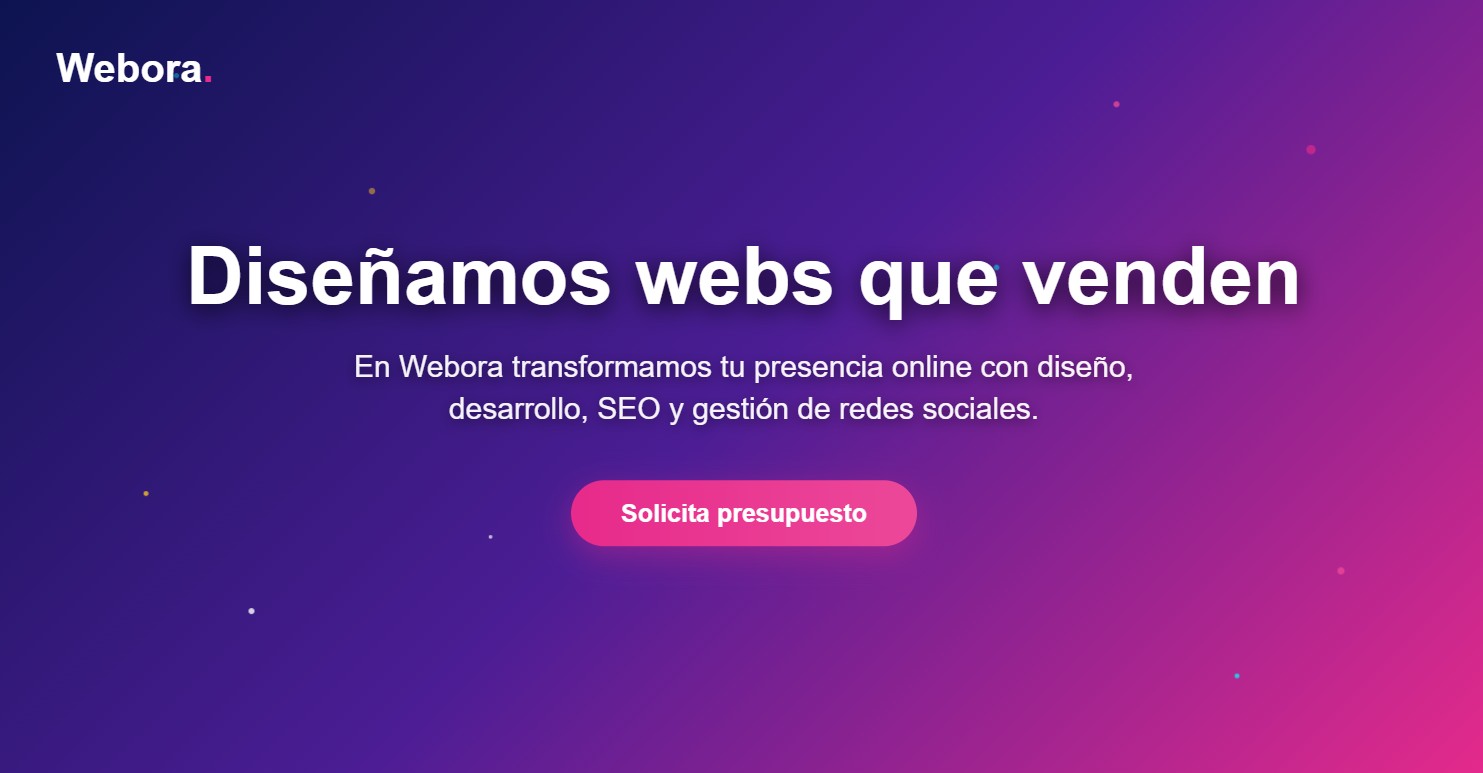 Webora.
Diseñamos webs que venden
En Webora transformamos tu presencia online con diseño,
desarrollo, SEO y gestión de redes sociales.
Solicita presupuesto